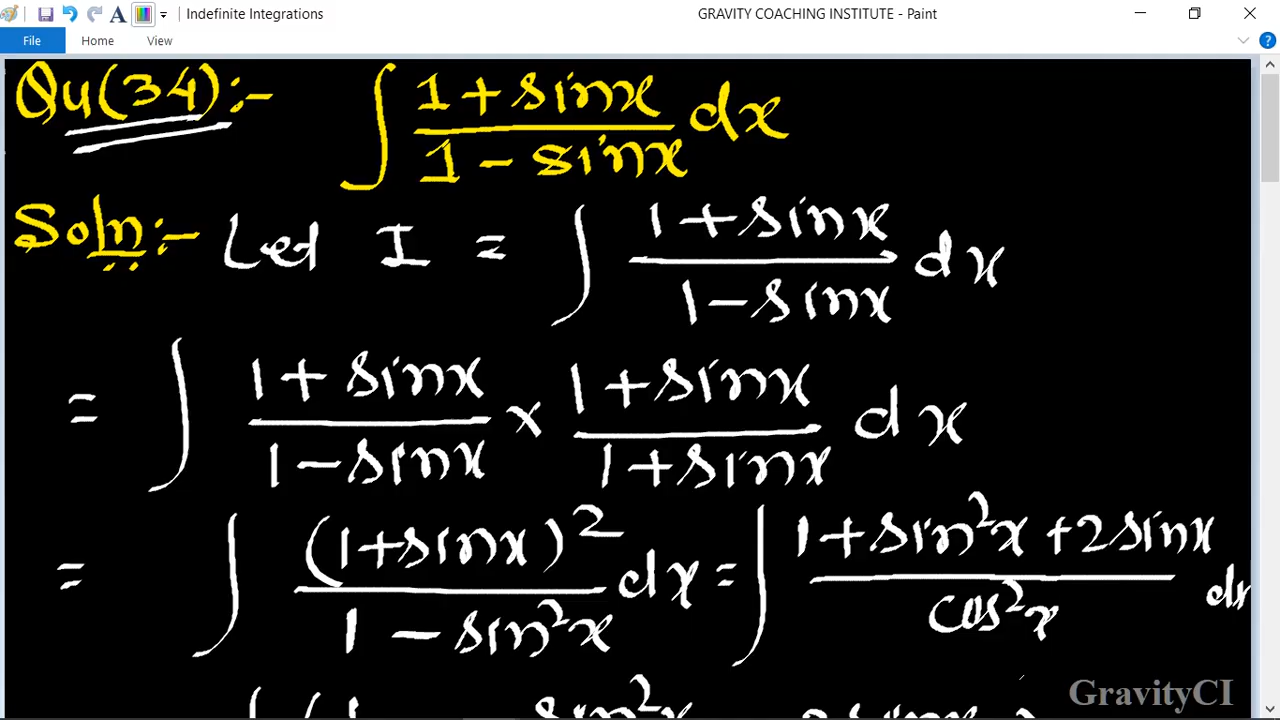 Indefinite Integrations GRAVITY COACHING INSTITUTE - Paint
File Home View
Qu(34):- ∫ (1+sinx)/(1-sinx) dx
Soln:- Let I = ∫ (1+sinx)/(1-sinx) dx
= ∫ (1+sinx)/(1-sinx) × (1+sinx)/(1+sinx) dx
= ∫ (1+sinx)²/(1-sin²x) dx = ∫ (1+sin²x+2sinx)/cos²x dx
GravityCI